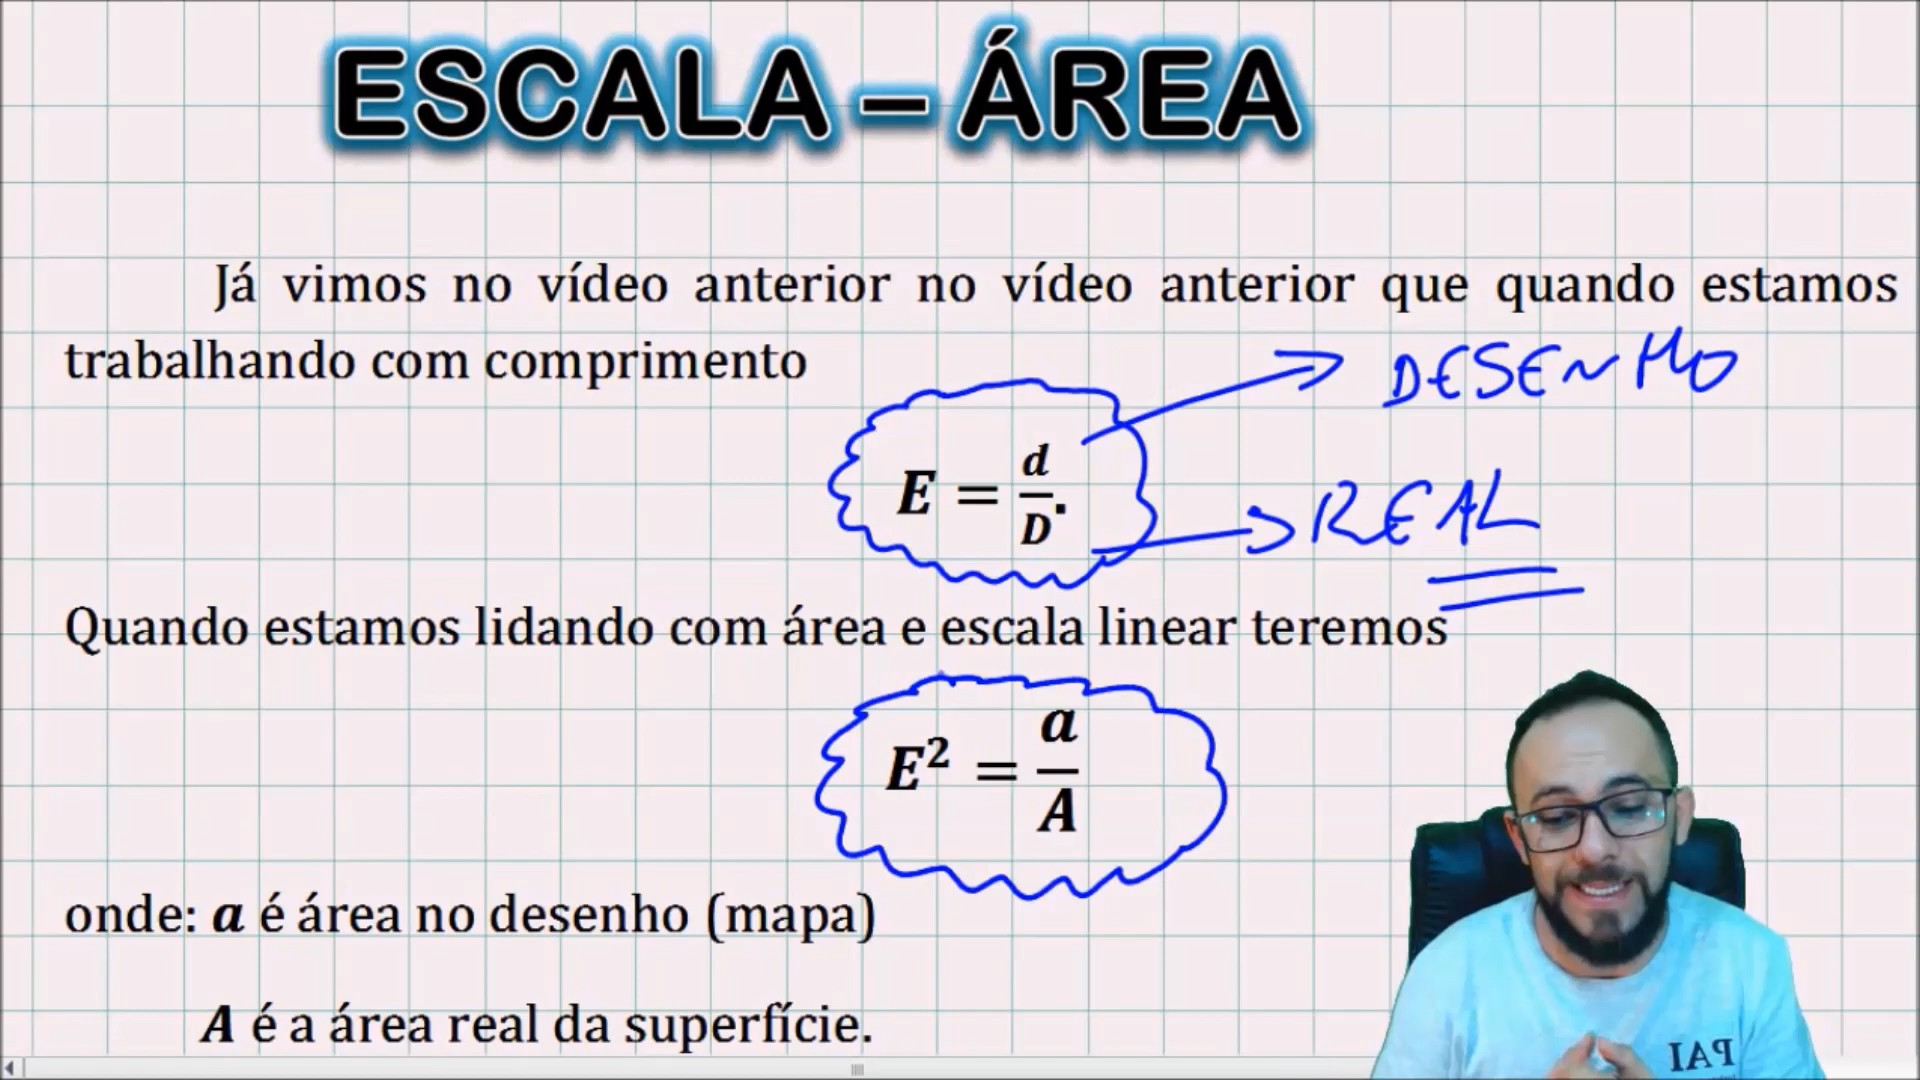 ESCALA – ÁREA
Já vimos no vídeo anterior no vídeo anterior que quando estamos
trabalhando com comprimento
DESENHO
E = d/D.
REAL
Quando estamos lidando com área e escala linear teremos
E² = a/A
onde: a é área no desenho (mapa)
A é a área real da superfície.
PAI